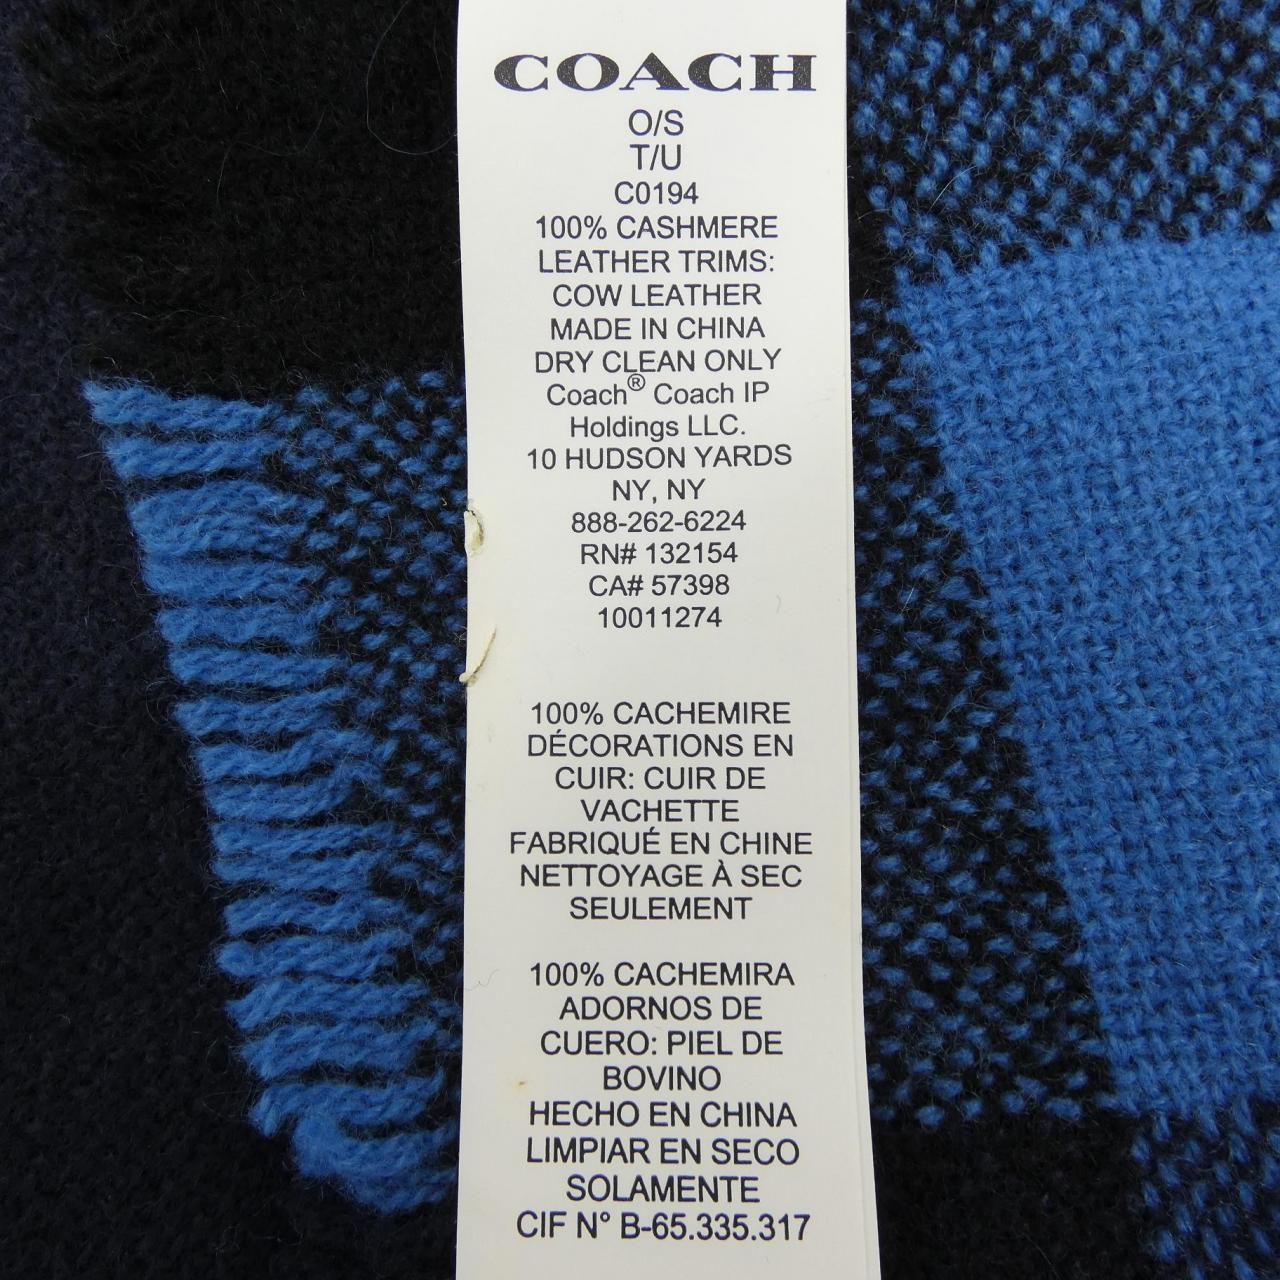 COACH
O/S
T/U
C0194
100% CASHMERE
LEATHER TRIMS:
COW LEATHER
MADE IN CHINA
DRY CLEAN ONLY
Coach® Coach IP
Holdings LLC.
10 HUDSON YARDS
NY, NY
888-262-6224
RN# 132154
CA# 57398
10011274
100% CACHEMIRE
DÉCORATIONS EN
CUIR: CUIR DE
VACHETTE
FABRIQUÉ EN CHINE
NETTOYAGE À SEC
SEULEMENT
100% CACHEMIRA
ADORNOS DE
CUERO: PIEL DE
BOVINO
HECHO EN CHINA
LIMPIAR EN SECO
SOLAMENTE
CIF N° B-65.335.317